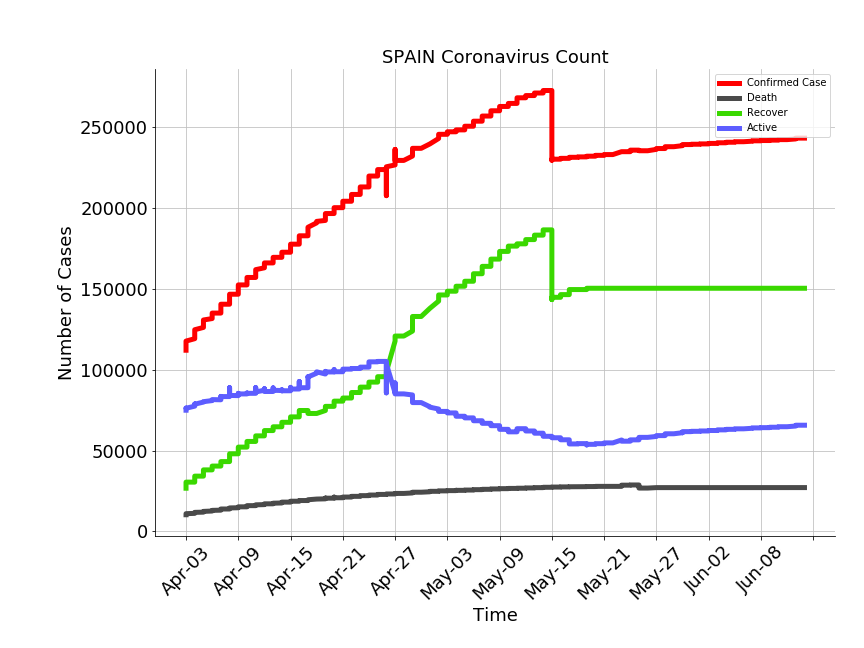 SPAIN Coronavirus Count
Confirmed Case
Death
Recover
Active
Number of Cases
250000
200000
150000
100000
50000
0
Apr-03
Apr-09
Apr-15
Apr-21
Apr-27
May-03
May-09
May-15
May-21
May-27
Jun-02
Jun-08
Time